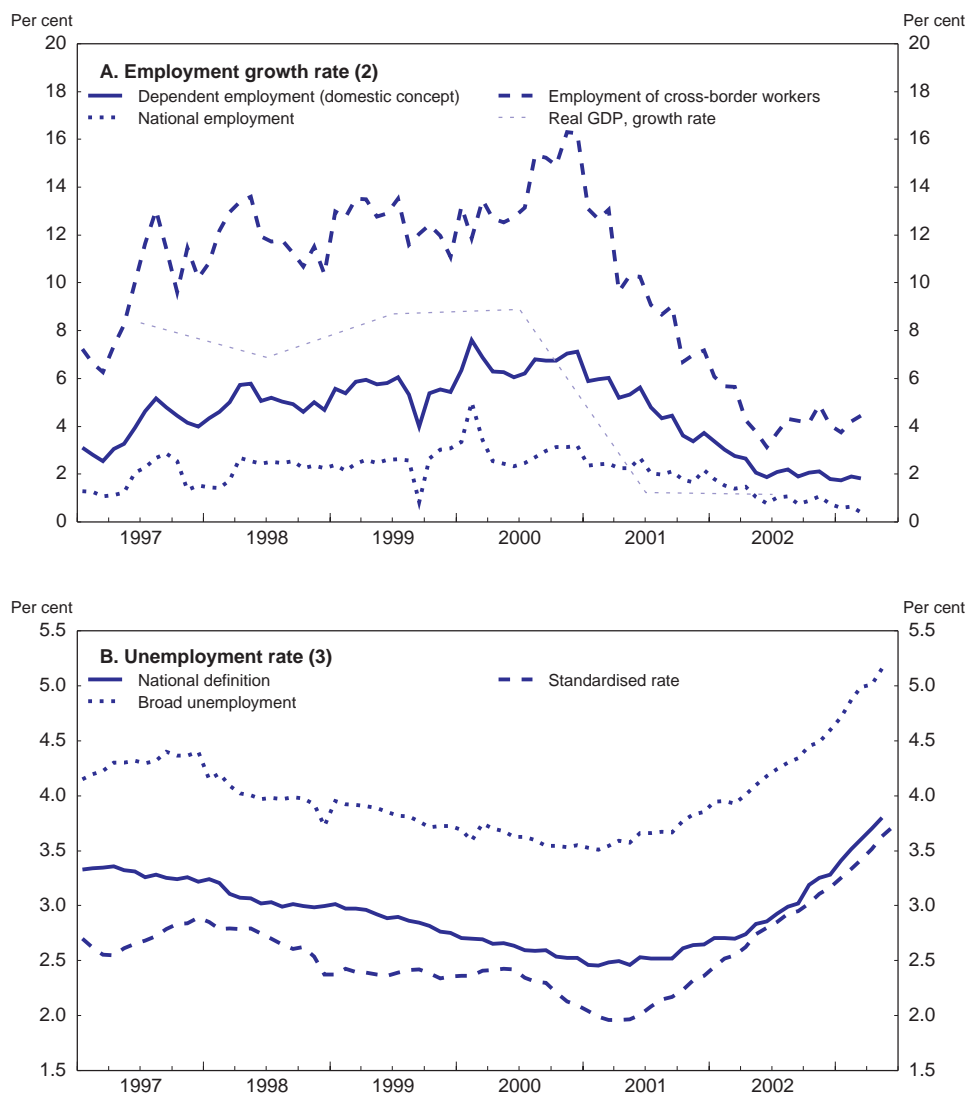 Per cent Per cent
20 20
A. Employment growth rate (2)
18 18
Dependent employment (domestic concept) Employment of cross-border workers
National employment Real GDP, growth rate
16 16
14 14
12 12
10 10
8 8
6 6
4 4
2 2
0 0
1997 1998 1999 2000 2001 2002
Per cent Per cent
5.5 5.5
B. Unemployment rate (3)
National definition Standardised rate
5.0 5.0
Broad unemployment
4.5 4.5
4.0 4.0
3.5 3.5
3.0 3.0
2.5 2.5
2.0 2.0
1.5 1.5
1997 1998 1999 2000 2001 2002